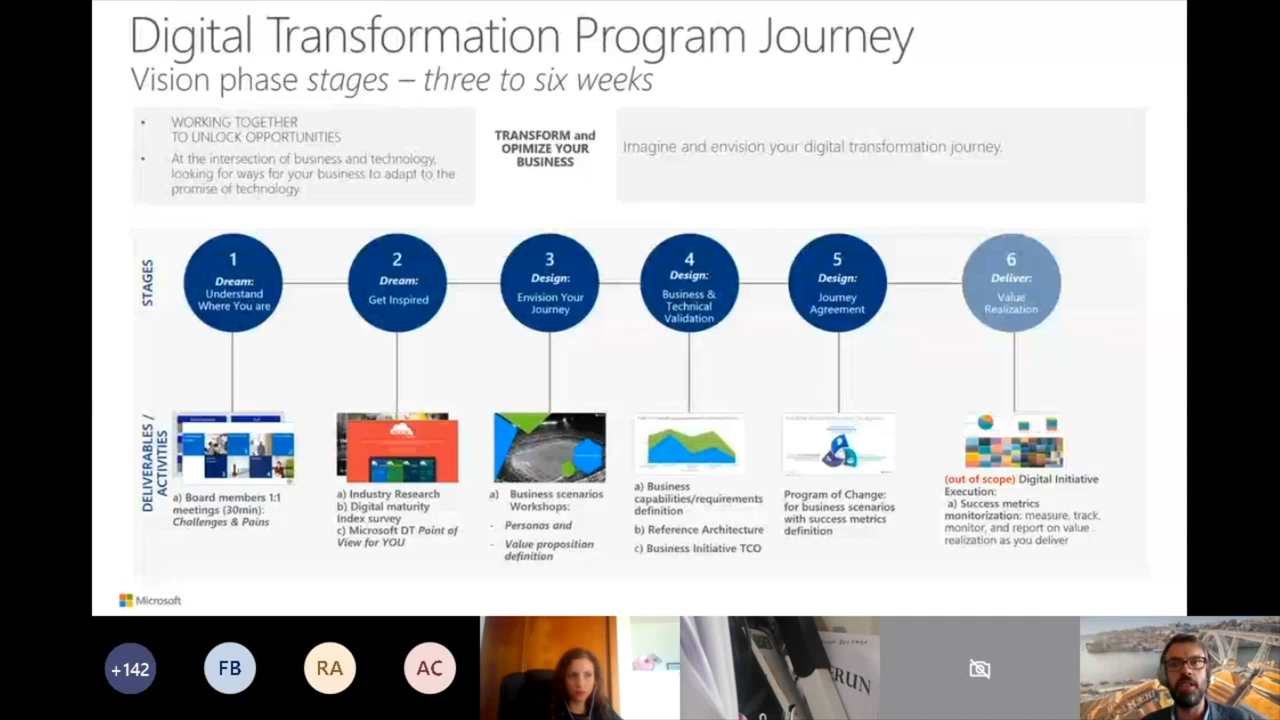 Digital Transformation Program Journey
Vision phase stages – three to six weeks
• WORKING TOGETHER
TO UNLOCK OPPORTUNITIES
• At the intersection of business and technology,
looking for ways for your business to adapt to the
promise of technology.
TRANSFORM and
OPIMIZE YOUR
BUSINESS
Imagine and envision your digital transformation journey.
STAGES
1
Dream:
Understand
Where You are
2
Dream:
Get Inspired
3
Design:
Envision Your
Journey
4
Design:
Business &
Technical
Validation
5
Design:
Journey
Agreement
6
Deliver:
Value
Realization
DELIVERABLES /
ACTIVITIES
a) Board members 1:1
meetings (30min):
Challenges & Pains
a) Industry Research
b) Digital maturity
Index survey
c) Microsoft DT Point of
View for YOU
a) Business scenarios
Workshops:
- Personas and
- Value proposition
definition
a) Business
capabilities/requirements
definition
b) Reference Architecture
c) Business Initiative TCO
Program of Change:
for business scenarios
with success metrics
definition
(out of scope) Digital Initiative
Execution:
a) Success metrics
monitorization: measure, track,
monitor, and report on value
realization as you deliver
Microsoft
+142
FB
RA
AC
ERUN